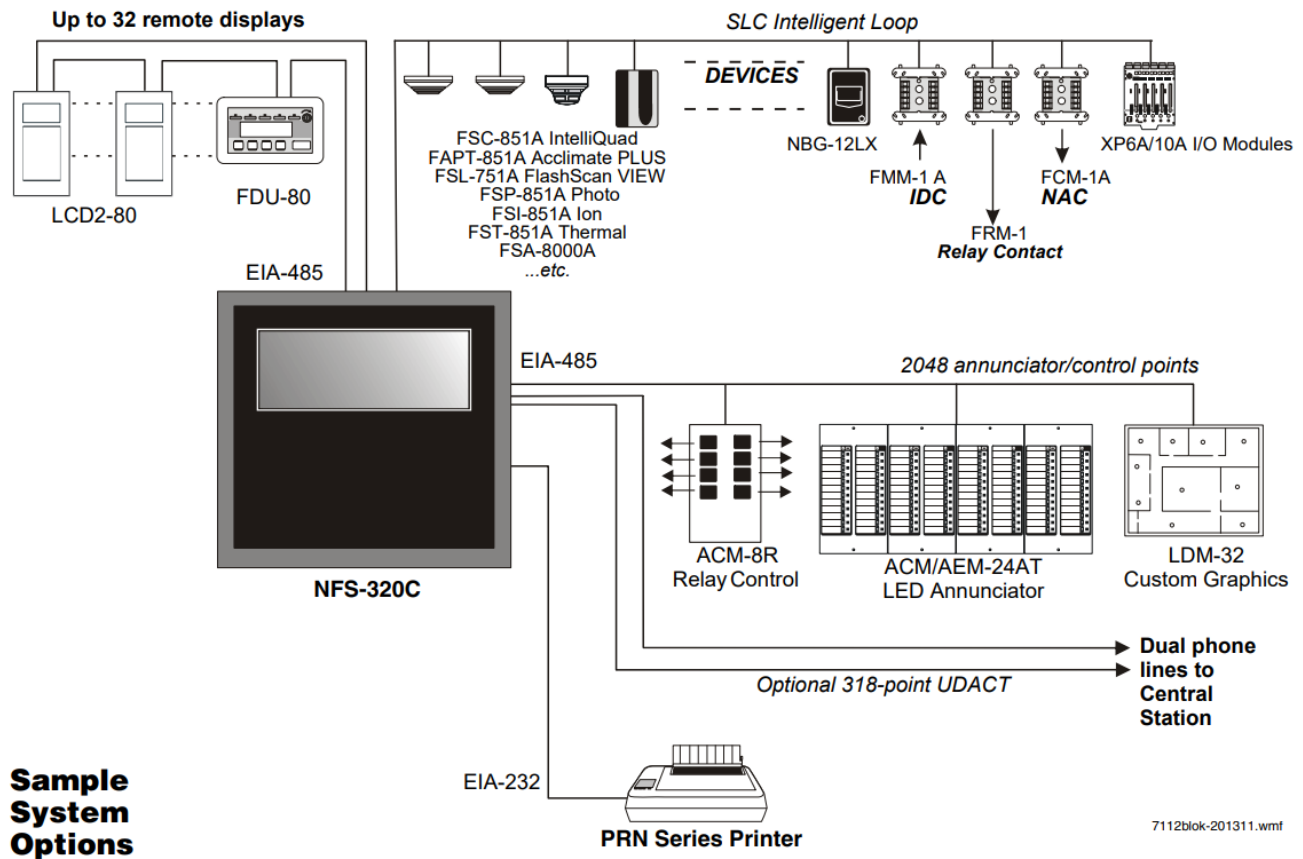 Up to 32 remote displays
SLC Intelligent Loop
DEVICES
LCD2-80
FDU-80
FSC-851A IntelliQuad
FAPT-851A Acclimate PLUS
FSL-751A FlashScan VIEW
FSP-851A Photo
FSI-851A Ion
FST-851A Thermal
FSA-8000A
...etc.
NBG-12LX
FMM-1 A
IDC
FRM-1
Relay Contact
FCM-1A
NAC
XP6A/10A I/O Modules
EIA-485
EIA-485
2048 annunciator/control points
NFS-320C
ACM-8R
Relay Control
ACM/AEM-24AT
LED Annunciator
LDM-32
Custom Graphics
Optional 318-point UDACT
Dual phone
lines to
Central
Station
EIA-232
PRN Series Printer
Sample
System
Options
7112blok-201311.wmf